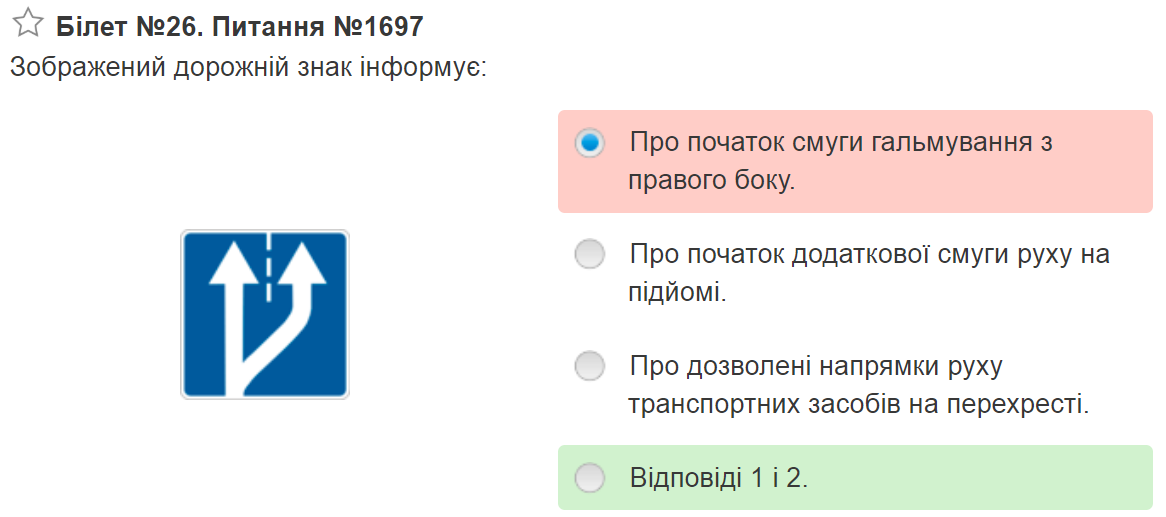 Білет №26. Питання №1697
Зображений дорожній знак інформує:
Про початок смуги гальмування з
правого боку.
Про початок додаткової смуги руху на
підйомі.
Про дозволені напрямки руху
транспортних засобів на перехресті.
Відповіді 1 і 2.